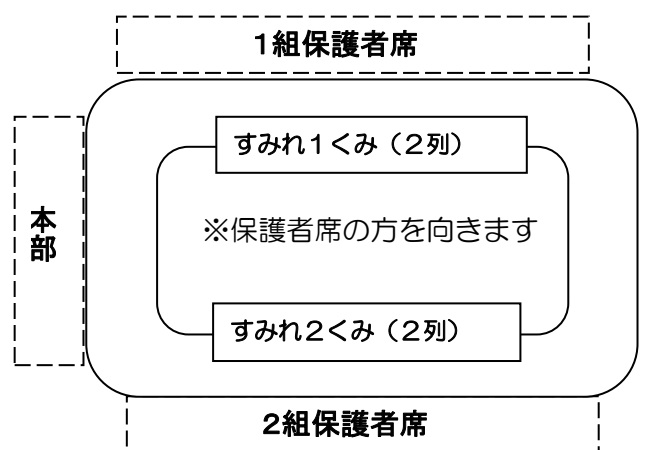 1組保護者席
すみれ1くみ（2列）
本部
※保護者席の方を向きます
すみれ2くみ（2列）
2組保護者席